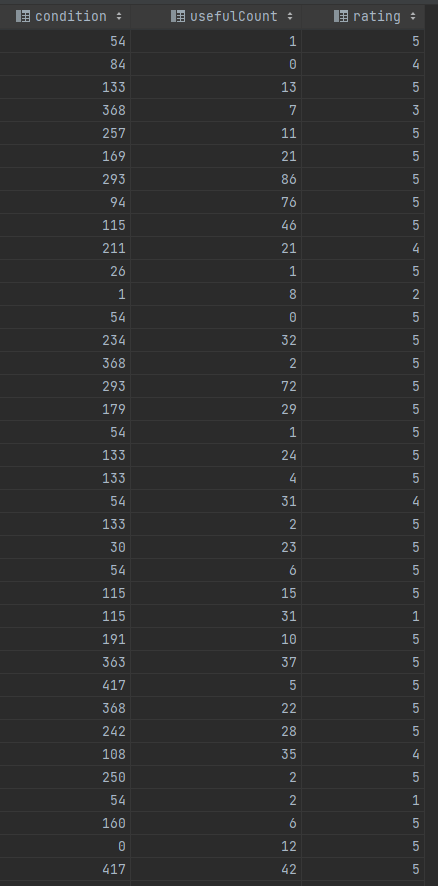 condition usefulCount rating
54 1 5
84 0 4
133 13 5
368 7 3
257 11 5
169 21 5
293 86 5
94 76 5
115 46 5
211 21 4
26 1 5
1 8 2
54 0 5
234 32 5
368 2 5
293 72 5
179 29 5
54 1 5
133 24 5
133 4 5
54 31 4
133 2 5
30 23 5
54 6 5
115 15 5
115 31 1
191 10 5
363 37 5
417 5 5
368 22 5
242 28 5
108 35 4
250 2 5
54 2 1
160 6 5
0 12 5
417 42 5